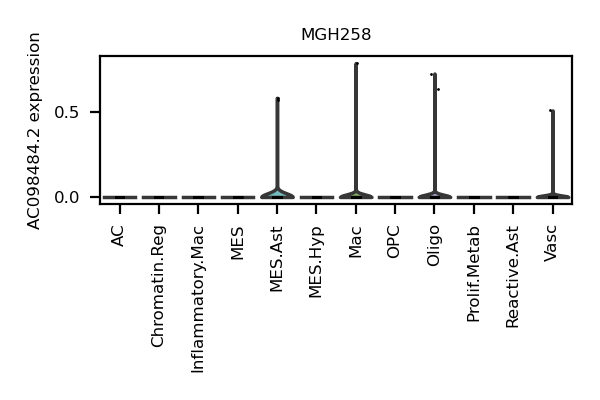 MGH258
AC098484.2 expression
0.5
0.0
AC
Chromatin.Reg
Inflammatory.Mac
MES
MES.Ast
MES.Hyp
Mac
OPC
Oligo
Prolif.Metab
Reactive.Ast
Vasc